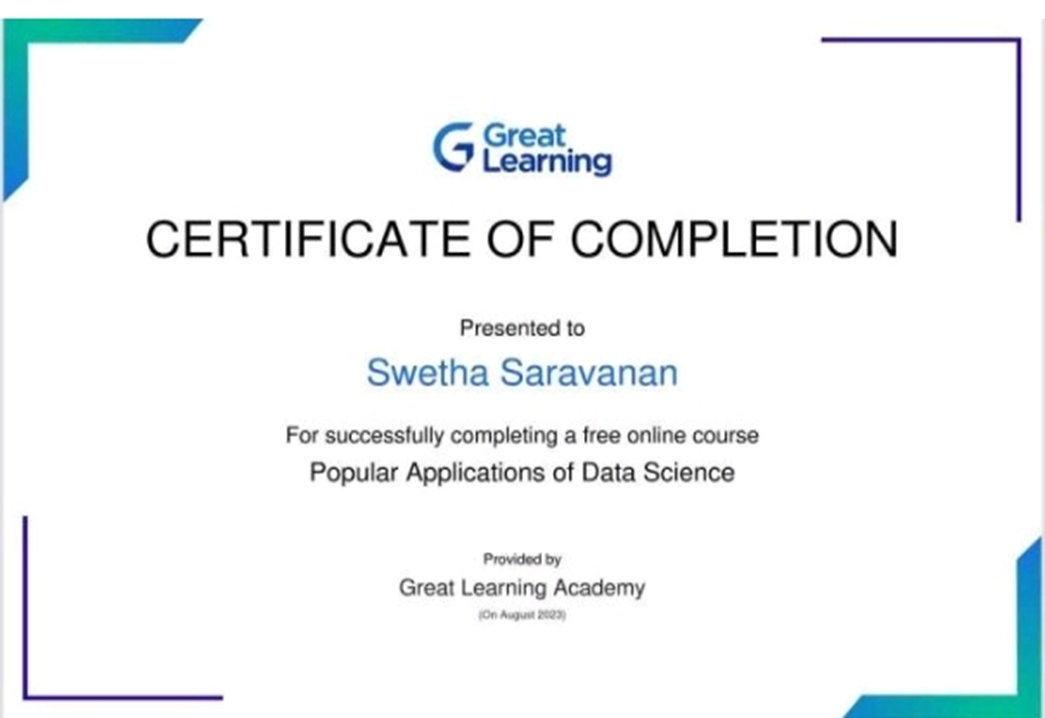 Great
Learning
CERTIFICATE OF COMPLETION
Presented to
Swetha Saravanan
For successfully completing a free online course
Popular Applications of Data Science
Provided by
Great Learning Academy
(On August 2023)